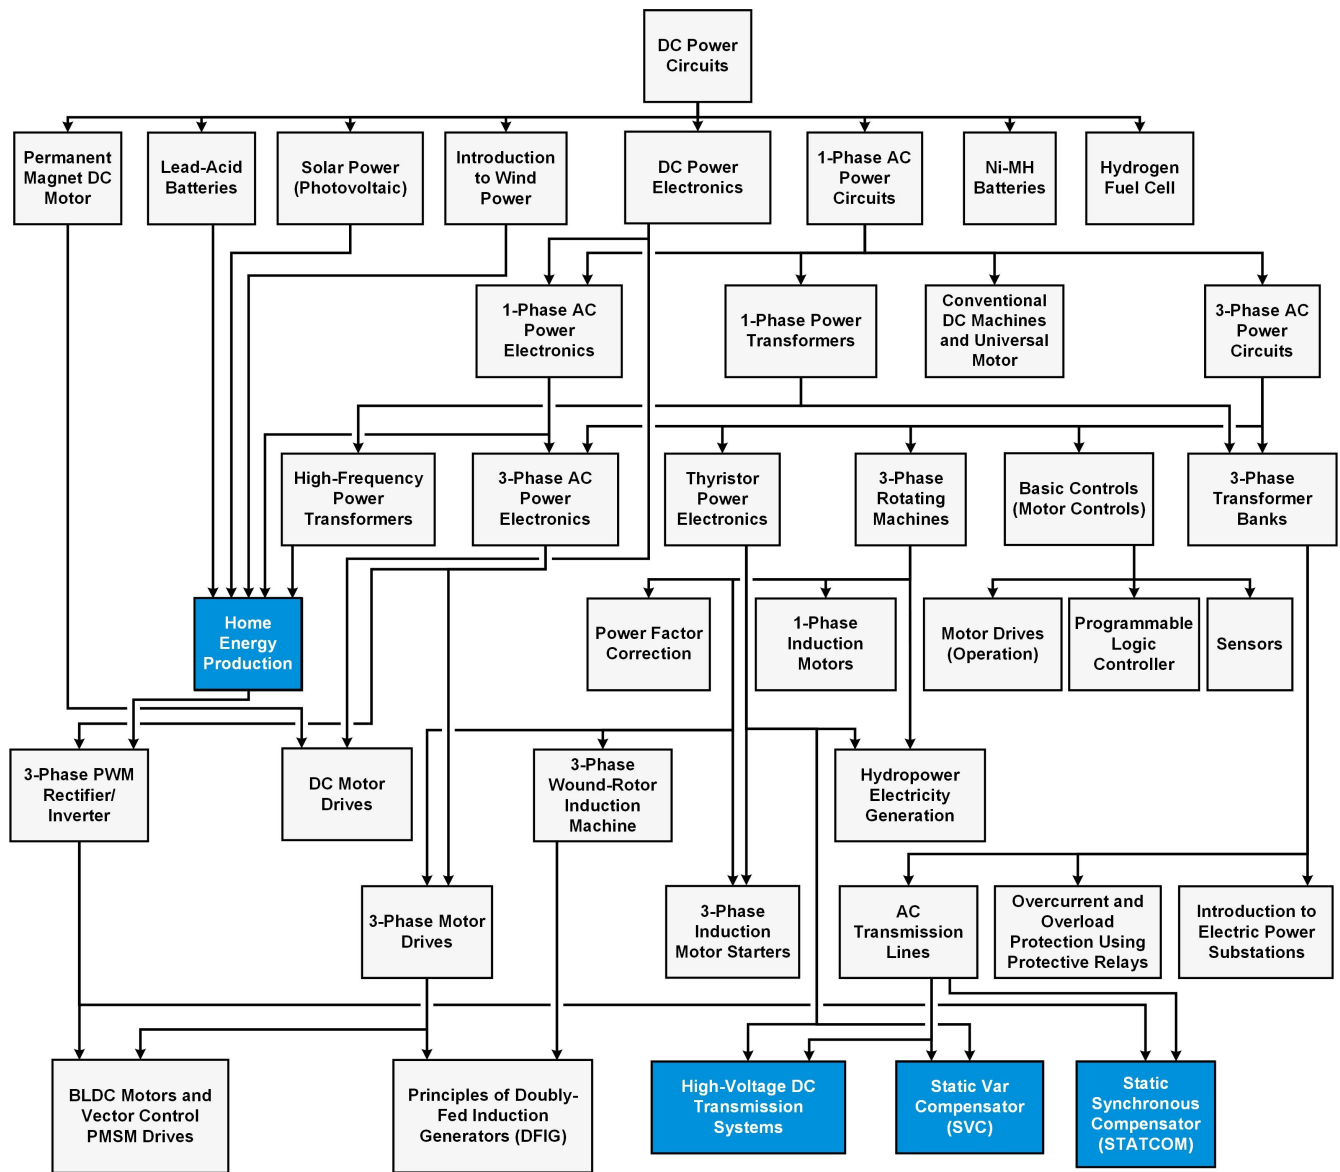 DC Power
Circuits
Permanent
Magnet DC
Motor
Lead-Acid
Batteries
Solar Power
(Photovoltaic)
Introduction
to Wind
Power
DC Power
Electronics
1-Phase AC
Power
Circuits
Ni-MH
Batteries
Hydrogen
Fuel Cell
1-Phase AC
Power
Electronics
1-Phase Power
Transformers
Conventional
DC Machines
and Universal
Motor
3-Phase AC
Power
Circuits
High-Frequency
Power
Transformers
3-Phase AC
Power
Electronics
Thyristor
Power
Electronics
3-Phase
Rotating
Machines
Basic Controls
(Motor Controls)
3-Phase
Transformer
Banks
Home
Energy
Production
Power Factor
Correction
1-Phase
Induction
Motors
Motor Drives
(Operation)
Programmable
Logic
Controller
Sensors
3-Phase PWM
Rectifier/
Inverter
DC Motor
Drives
3-Phase
Wound-Rotor
Induction
Machine
Hydropower
Electricity
Generation
3-Phase Motor
Drives
3-Phase
Induction
Motor Starters
AC
Transmission
Lines
Overcurrent and
Overload
Protection Using
Protective Relays
Introduction to
Electric Power
Substations
BLDC Motors and
Vector Control
PMSM Drives
Principles of Doubly-
Fed Induction
Generators (DFIG)
High-Voltage DC
Transmission
Systems
Static Var
Compensator
(SVC)
Static
Synchronous
Compensator
(STATCOM)